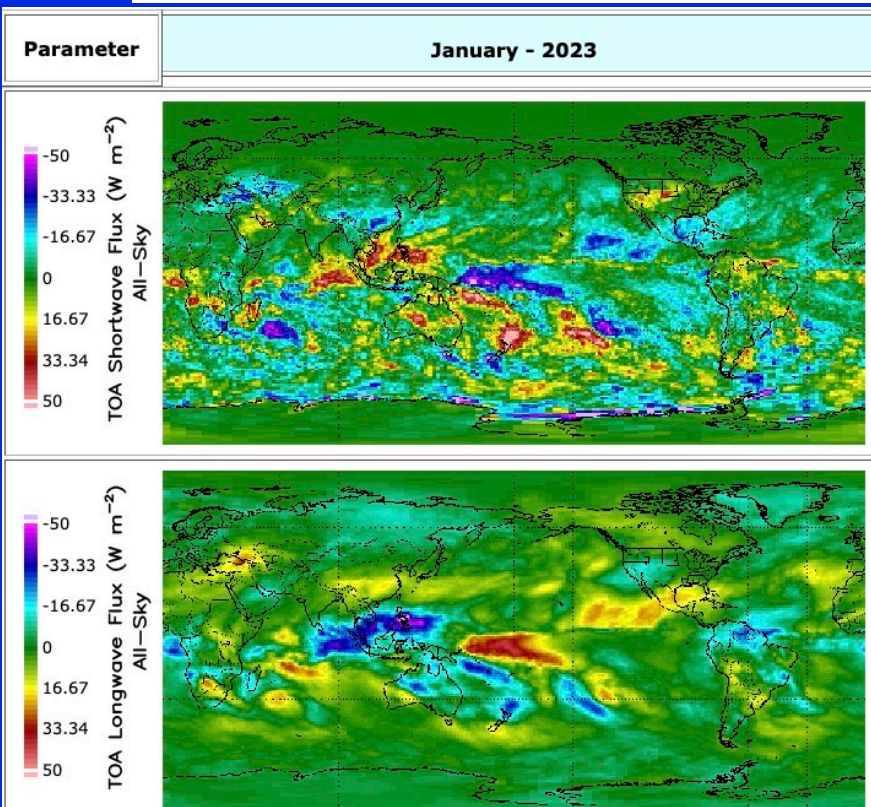 Parameter
January - 2023
-50
-33.33
-16.67
0
16.67
33.34
50
TOA Shortwave Flux (W m⁻²)
All−Sky
-50
-33.33
-16.67
0
16.67
33.34
50
TOA Longwave Flux (W m⁻²)
All−Sky